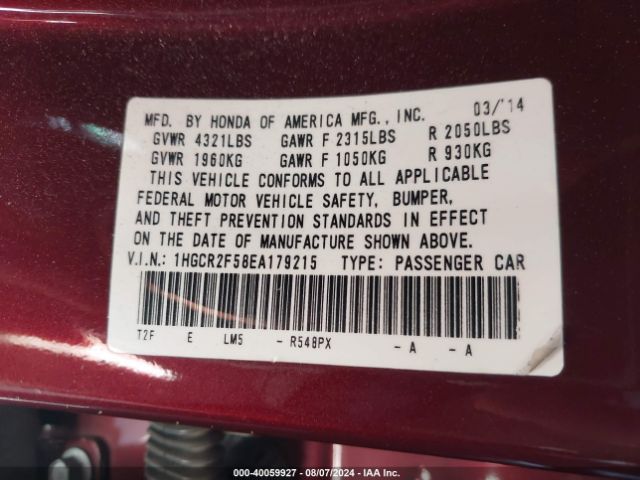 MFD. BY HONDA OF AMERICA MFG., INC. 03/'14
GVWR 4321LBS GAWR F 2315LBS R 2050LBS
GVWR 1960KG GAWR F 1050KG R 930KG
THIS VEHICLE CONFORMS TO ALL APPLICABLE
FEDERAL MOTOR VEHICLE SAFETY, BUMPER,
AND THEFT PREVENTION STANDARDS IN EFFECT
ON THE DATE OF MANUFACTURE SHOWN ABOVE.
V.I.N.: 1HGCR2F58EA179215 TYPE: PASSENGER CAR
T2F E LM5 - R548PX - A - A
000-40059927 - 08/07/2024 - IAA Inc.